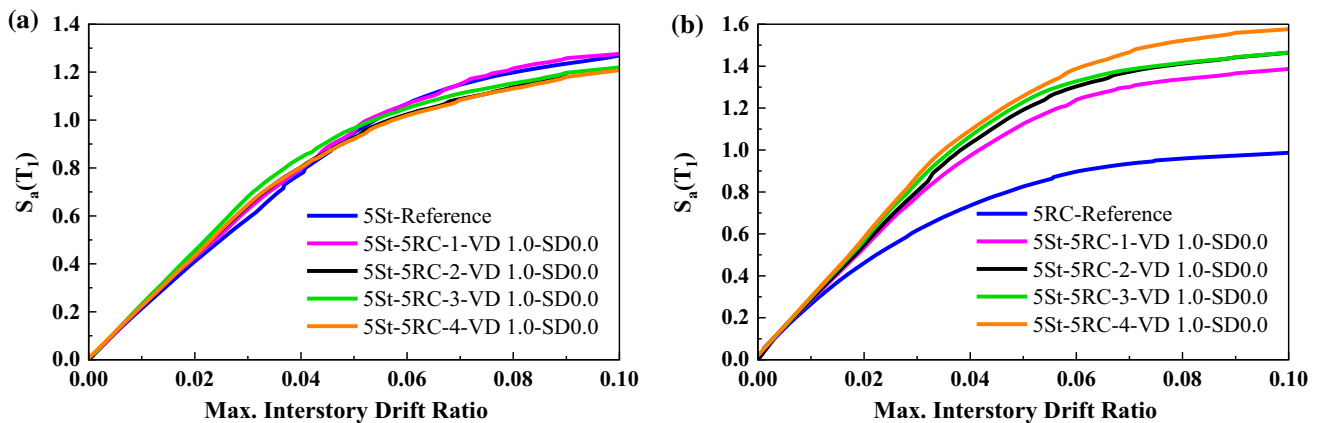 (a)
S_a(T_1)
1.4
1.2
1.0
0.8
0.6
0.4
0.2
0.0
5St-Reference
5St-5RC-1-VD 1.0-SD0.0
5St-5RC-2-VD 1.0-SD0.0
5St-5RC-3-VD 1.0-SD0.0
5St-5RC-4-VD 1.0-SD0.0
0.00 0.02 0.04 0.06 0.08 0.10
Max. Interstory Drift Ratio
(b)
S_a(T_1)
1.6
1.4
1.2
1.0
0.8
0.6
0.4
0.2
0.0
5RC-Reference
5St-5RC-1-VD 1.0-SD0.0
5St-5RC-2-VD 1.0-SD0.0
5St-5RC-3-VD 1.0-SD0.0
5St-5RC-4-VD 1.0-SD0.0
0.00 0.02 0.04 0.06 0.08 0.10
Max. Interstory Drift Ratio